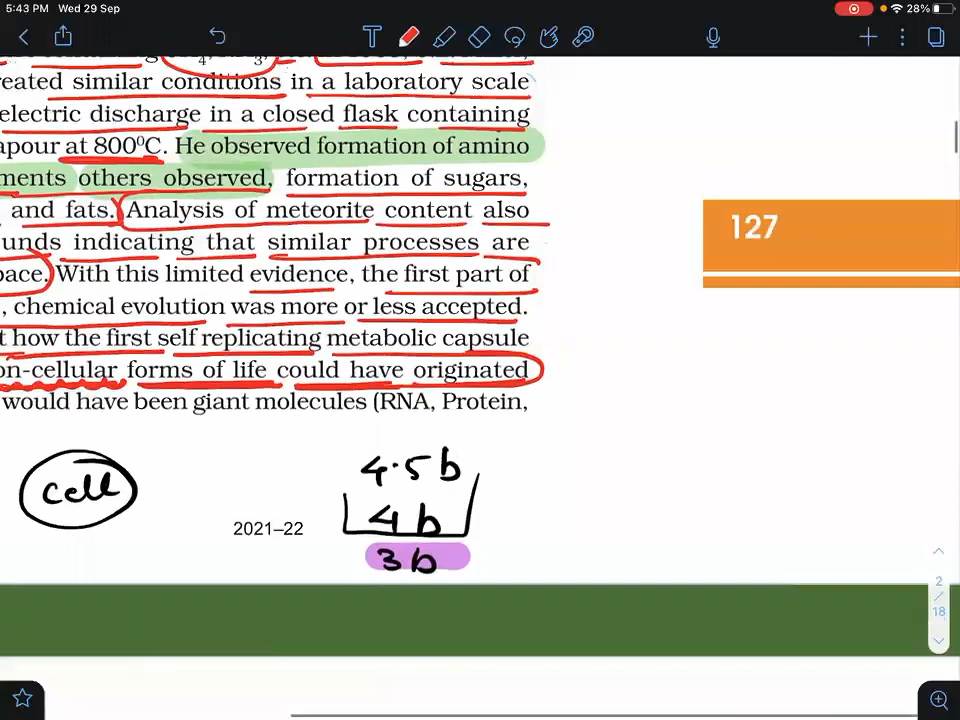 5:43 PM Wed 29 Sep
28%
T
reated similar conditions in a laboratory scale
electric discharge in a closed flask containing
apour at 800⁰C. He observed formation of amino
ments others observed, formation of sugars,
and fats. Analysis of meteorite content also
unds indicating that similar processes are
pace. With this limited evidence, the first part of
, chemical evolution was more or less accepted.
t how the first self replicating metabolic capsule
on-cellular forms of life could have originated
would have been giant molecules (RNA, Protein,
127
cell
4.5 b
4 b
3 b
2021–22
2
/
18